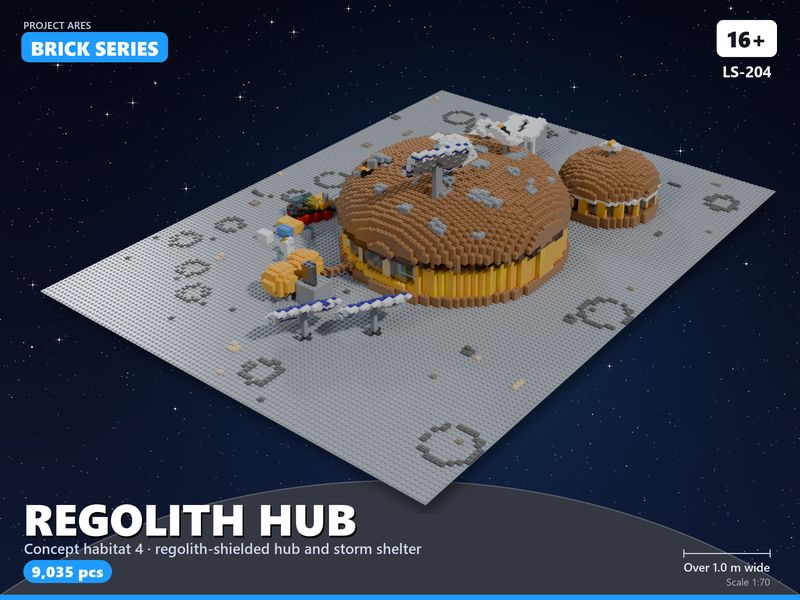 PROJECT ARES
BRICK SERIES
16+
LS-204
REGOLITH HUB
Concept habitat 4 · regolith-shielded hub and storm shelter
9,035 pcs
Over 1.0 m wide
Scale 1:70